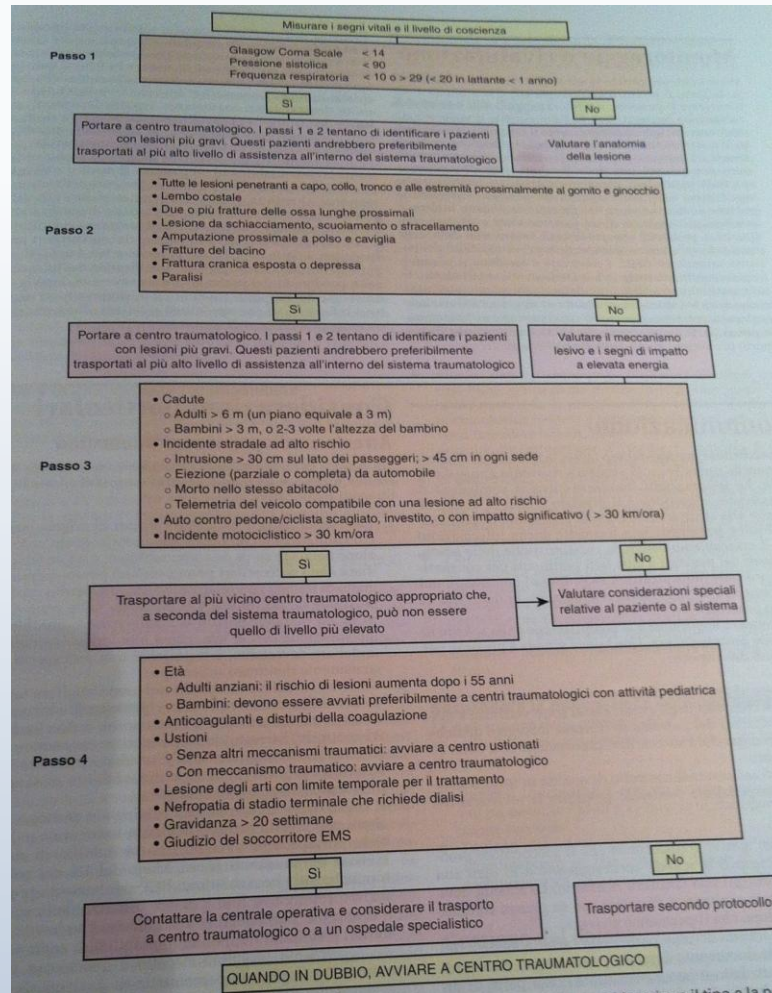 Misurare i segni vitali e il livello di coscienza
Passo 1
Glasgow Coma Scale < 14
Pressione sistolica < 90
Frequenza respiratoria < 10 o > 29 (< 20 in lattante < 1 anno)
Sì
No
Portare a centro traumatologico. I passi 1 e 2 tentano di identificare i pazienti
con lesioni più gravi. Questi pazienti andrebbero preferibilmente
trasportati al più alto livello di assistenza all'interno del sistema traumatologico
Valutare l'anatomia
della lesione
Passo 2
• Tutte le lesioni penetranti a capo, collo, tronco e alle estremità prossimalmente al gomito e ginocchio
• Lembo costale
• Due o più fratture delle ossa lunghe prossimali
• Lesione da schiacciamento, scuoiamento o sfracellamento
• Amputazione prossimale a polso e caviglia
• Fratture del bacino
• Frattura cranica esposta o depressa
• Paralisi
Sì
No
Portare a centro traumatologico. I passi 1 e 2 tentano di identificare i pazienti
con lesioni più gravi. Questi pazienti andrebbero preferibilmente
trasportati al più alto livello di assistenza all'interno del sistema traumatologico
Valutare il meccanismo
lesivo e i segni di impatto
a elevata energia
Passo 3
• Cadute
○ Adulti > 6 m (un piano equivale a 3 m)
○ Bambini > 3 m, o 2-3 volte l'altezza del bambino
• Incidente stradale ad alto rischio
○ Intrusione > 30 cm sul lato dei passeggeri; > 45 cm in ogni sede
○ Eiezione (parziale o completa) da automobile
○ Morto nello stesso abitacolo
○ Telemetria del veicolo compatibile con una lesione ad alto rischio
• Auto contro pedone/ciclista scagliato, investito, o con impatto significativo ( > 30 km/ora)
• Incidente motociclistico > 30 km/ora
Sì
No
Trasportare al più vicino centro traumatologico appropriato che,
a seconda del sistema traumatologico, può non essere
quello di livello più elevato
Valutare considerazioni speciali
relative al paziente o al sistema
Passo 4
• Età
○ Adulti anziani: il rischio di lesioni aumenta dopo i 55 anni
○ Bambini: devono essere avviati preferibilmente a centri traumatologici con attività pediatrica
• Anticoagulanti e disturbi della coagulazione
• Ustioni
○ Senza altri meccanismi traumatici: avviare a centro ustionati
○ Con meccanismo traumatico: avviare a centro traumatologico
• Lesione degli arti con limite temporale per il trattamento
• Nefropatia di stadio terminale che richiede dialisi
• Gravidanza > 20 settimane
• Giudizio del soccorritore EMS
Sì
No
Contattare la centrale operativa e considerare il trasporto
a centro traumatologico o a un ospedale specialistico
Trasportare secondo protocollo
QUANDO IN DUBBIO, AVVIARE A CENTRO TRAUMATOLOGICO